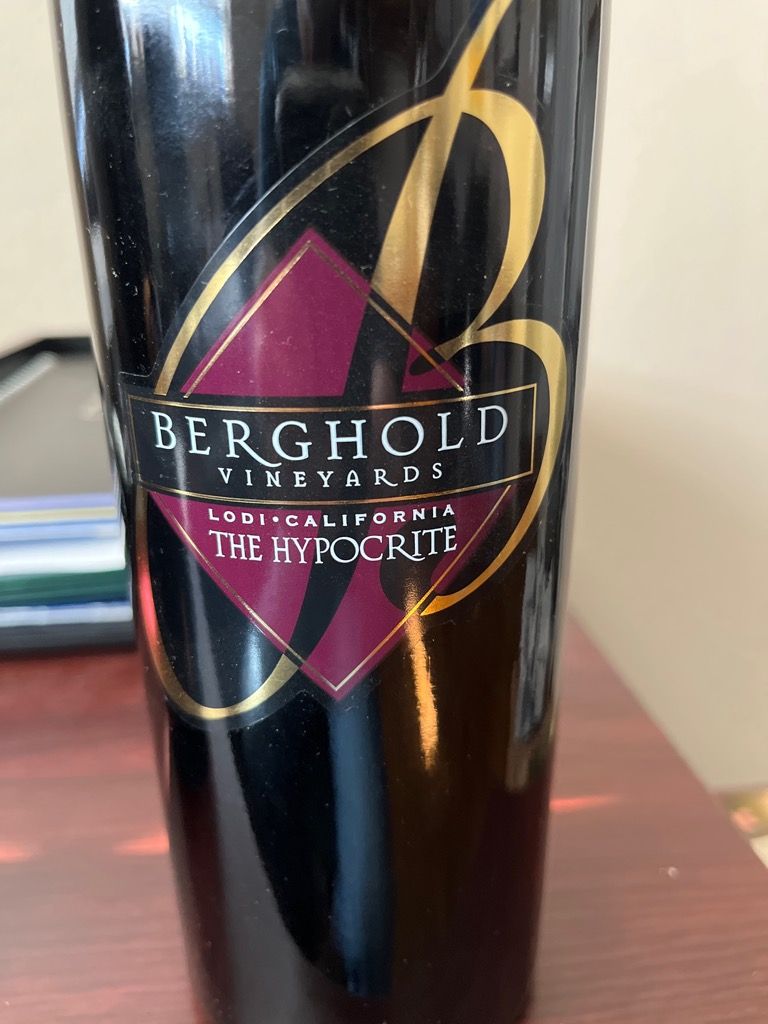 B
BERGHOLD
VINEYARDS
LODI•CALIFORNIA
THE HYPOCRITE